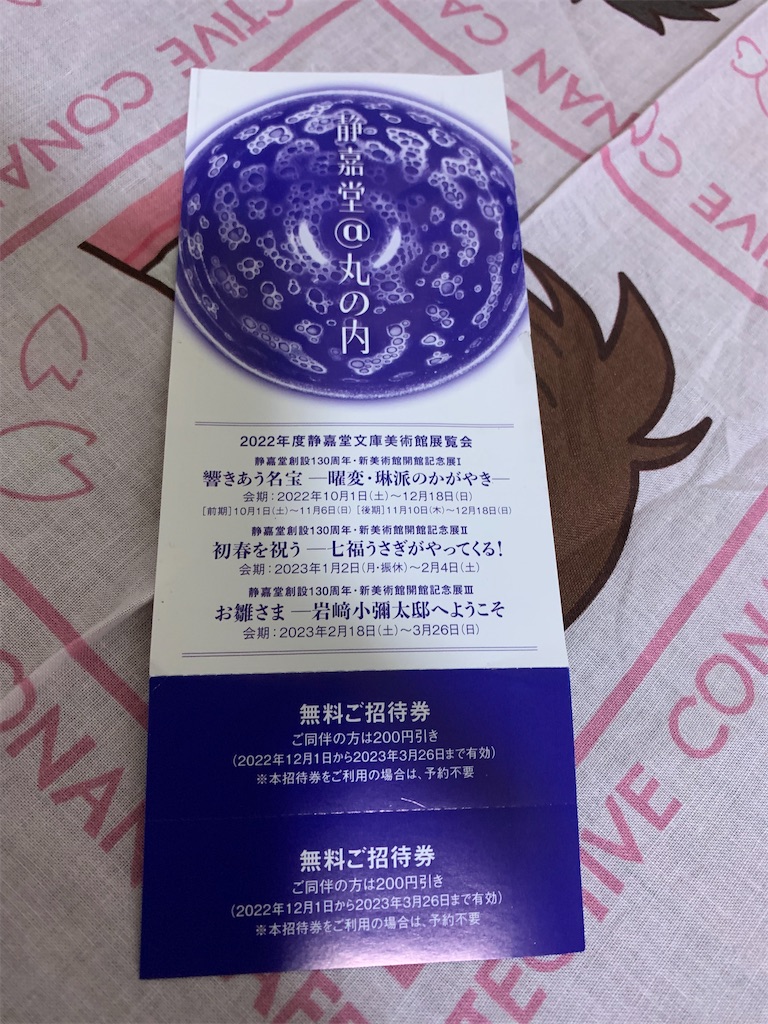 静嘉堂@丸の内
2022年度静嘉堂文庫美術館展覧会
静嘉堂創設130周年・新美術館開館記念展Ⅰ
響きあう名宝 ―曜変・琳派のかがやき―
会期：2022年10月1日(土)～12月18日(日)
[前期]10月1日(土)～11月6日(日) [後期]11月10日(木)～12月18日(日)
静嘉堂創設130周年・新美術館開館記念展Ⅱ
初春を祝う ―七福うさぎがやってくる！
会期：2023年1月2日(月・振休)～2月4日(土)
静嘉堂創設130周年・新美術館開館記念展Ⅲ
お雛さま ―岩﨑小彌太邸へようこそ
会期：2023年2月18日(土)～3月26日(日)
無料ご招待券
ご同伴の方は200円引き
(2022年12月1日から2023年3月26日まで有効)
※本招待券をご利用の場合は、予約不要
無料ご招待券
ご同伴の方は200円引き
(2022年12月1日から2023年3月26日まで有効)
※本招待券をご利用の場合は、予約不要
CONAN
DETECTIVE CONAN